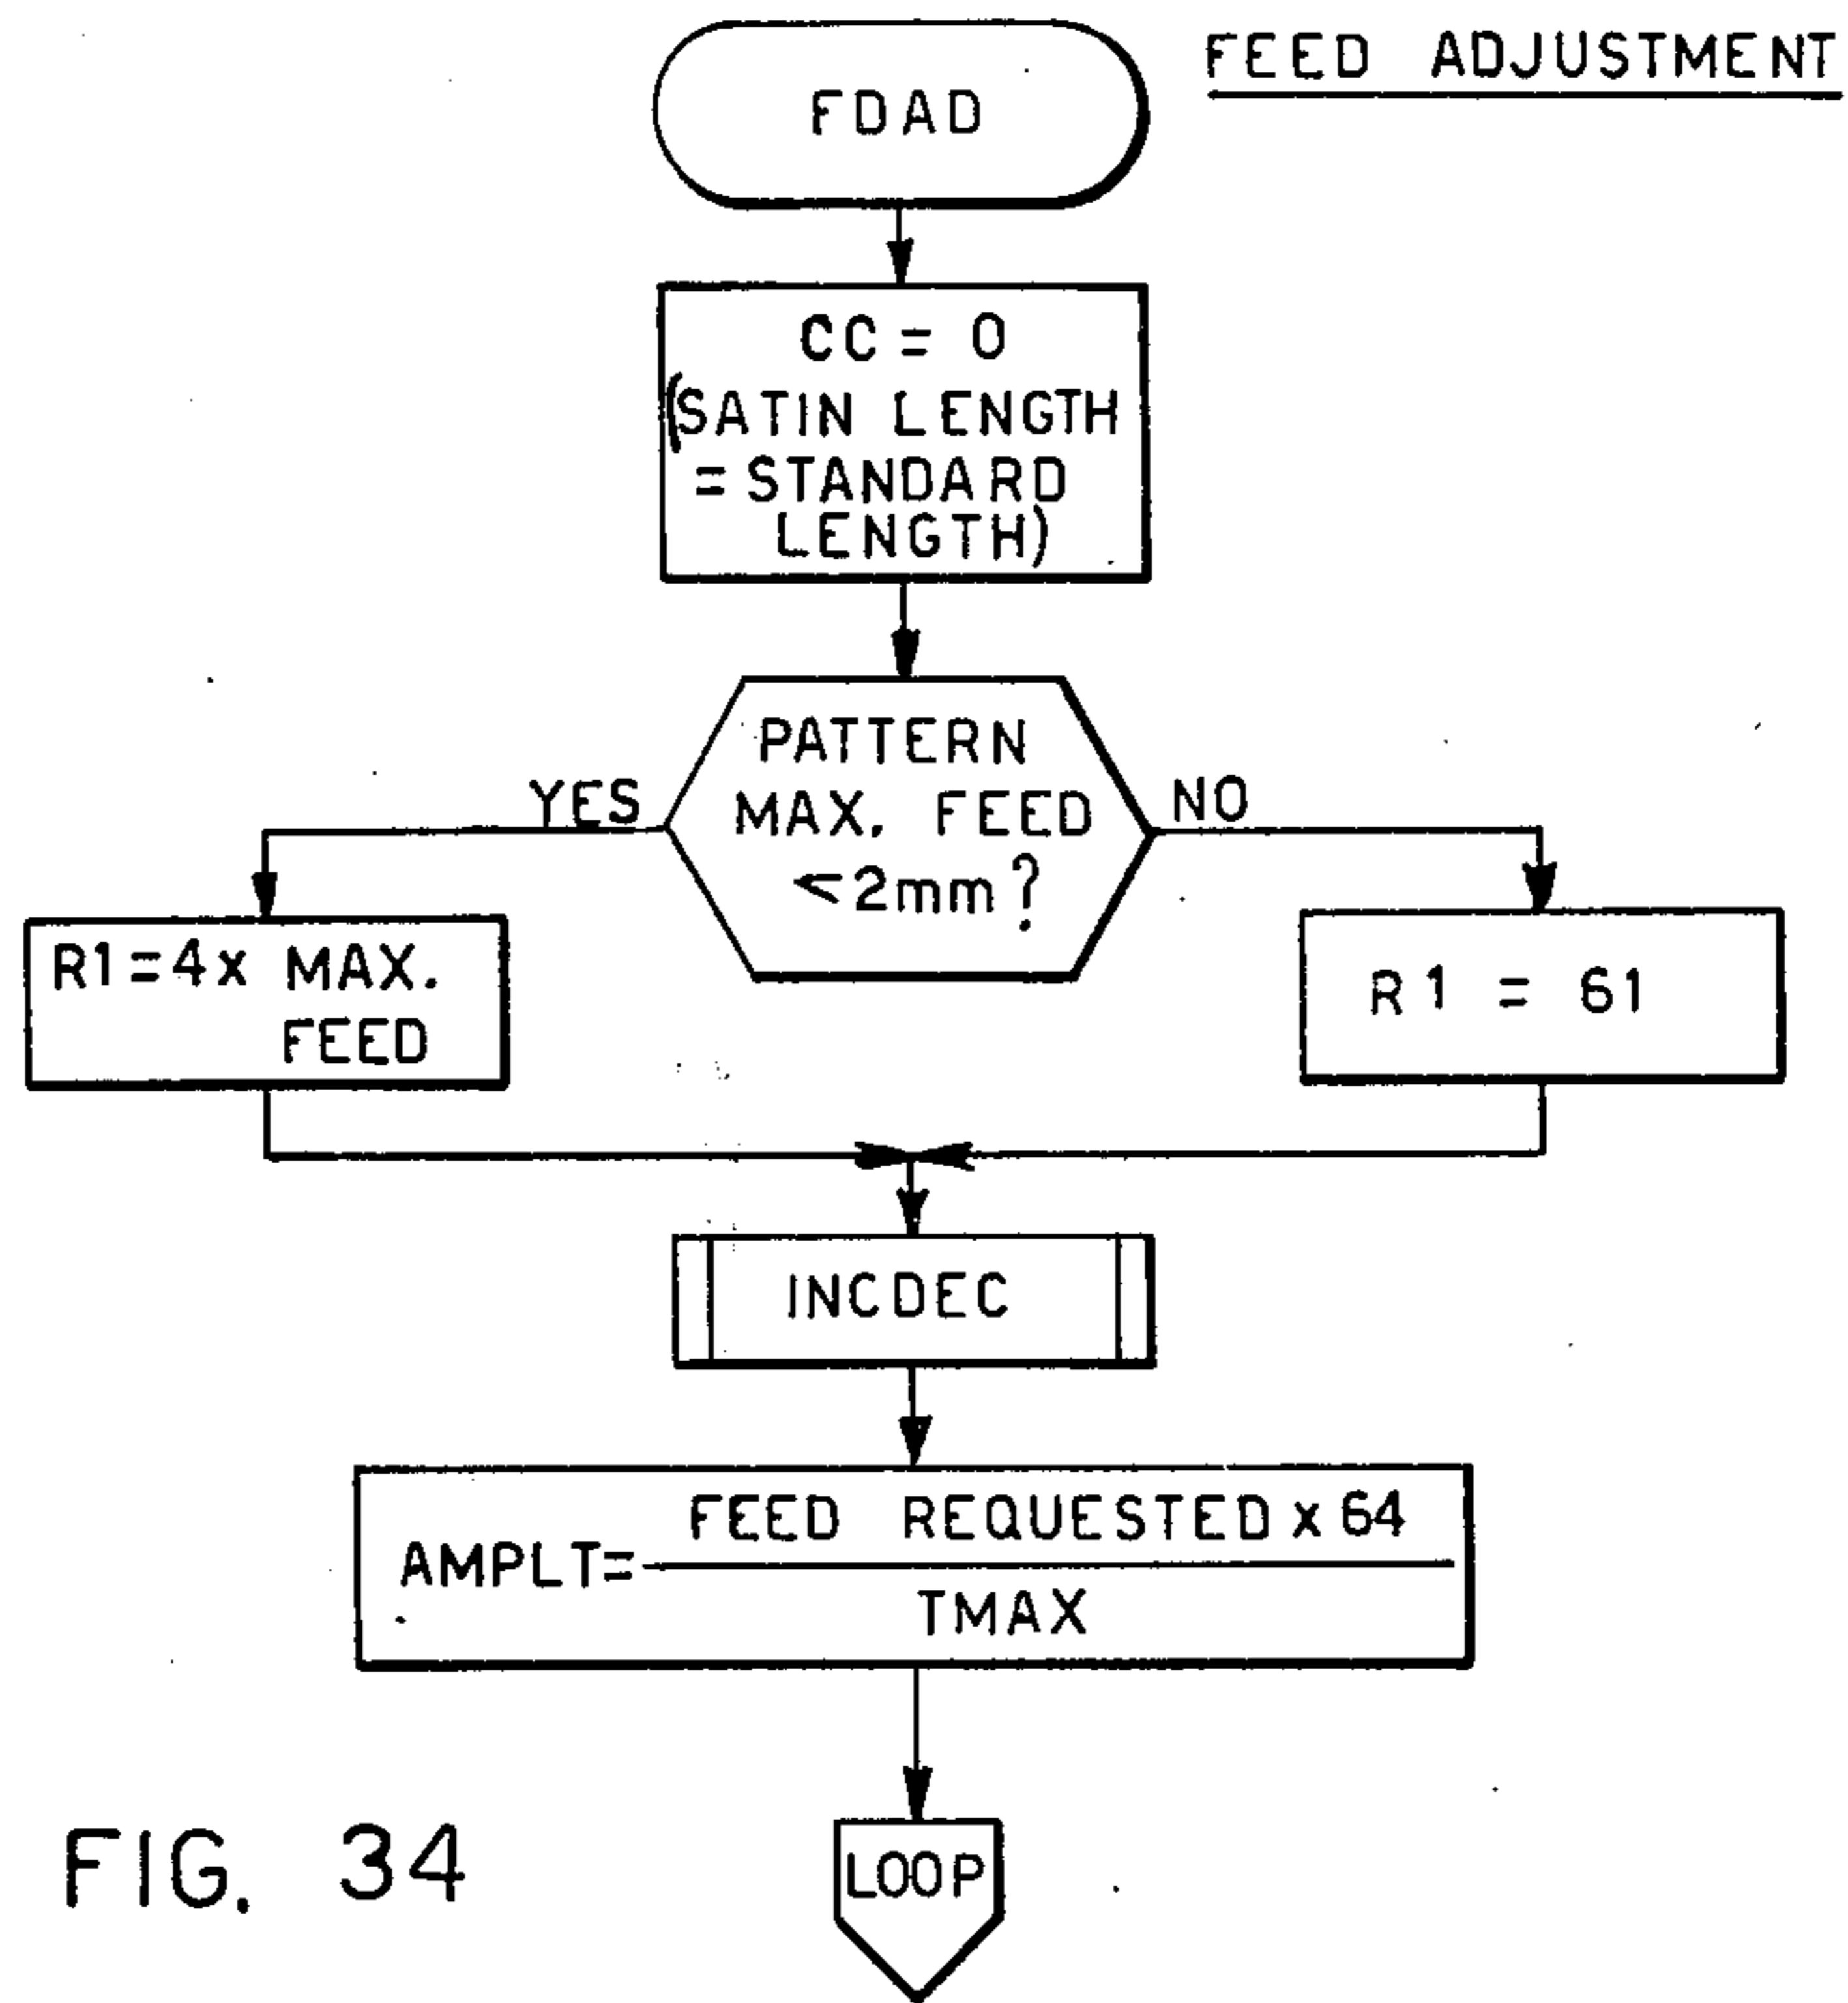 FEED ADJUSTMENT
FDAD
CC = 0
(SATIN LENGTH
= STANDARD
LENGTH)
PATTERN
MAX. FEED
<2mm?
YES
NO
R1=4x MAX.
FEED
R1 = 61
INCDEC
FEED REQUESTED x 64
AMPLT=
TMAX
LOOP
FIG. 34